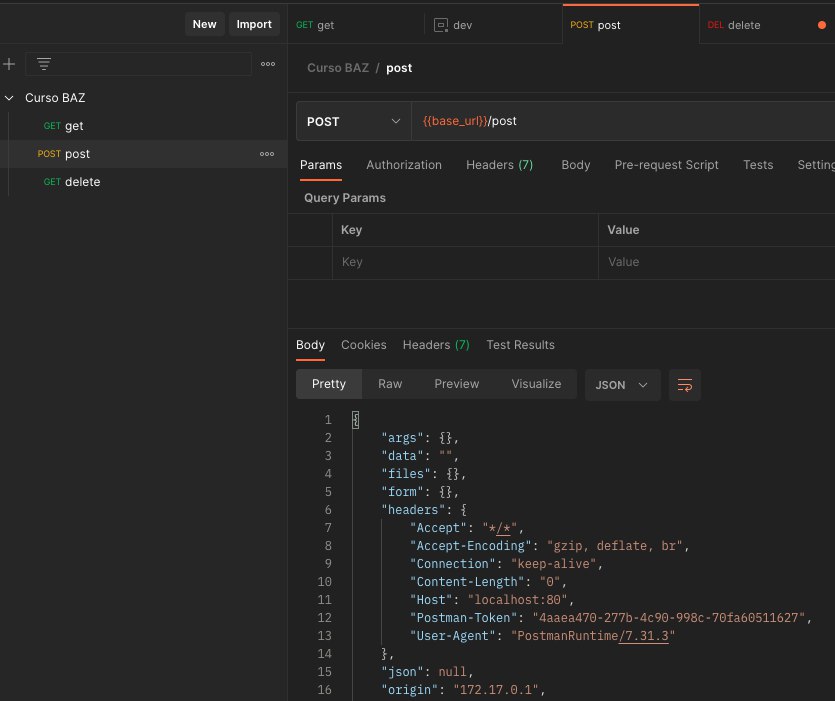 New Import GET get dev POST post DEL delete
Curso BAZ / post
Curso BAZ
GET get
POST post
GET delete
POST {{base_url}}/post
Params Authorization Headers (7) Body Pre-request Script Tests Setting
Query Params
Key Value
Key Value
Body Cookies Headers (7) Test Results
Pretty Raw Preview Visualize JSON
1 {
2 "args": {},
3 "data": "",
4 "files": {},
5 "form": {},
6 "headers": {
7 "Accept": "*/*",
8 "Accept-Encoding": "gzip, deflate, br",
9 "Connection": "keep-alive",
10 "Content-Length": "0",
11 "Host": "localhost:80",
12 "Postman-Token": "4aaea470-277b-4c90-998c-70fa60511627",
13 "User-Agent": "PostmanRuntime/7.31.3"
14 },
15 "json": null,
16 "origin": "172.17.0.1",